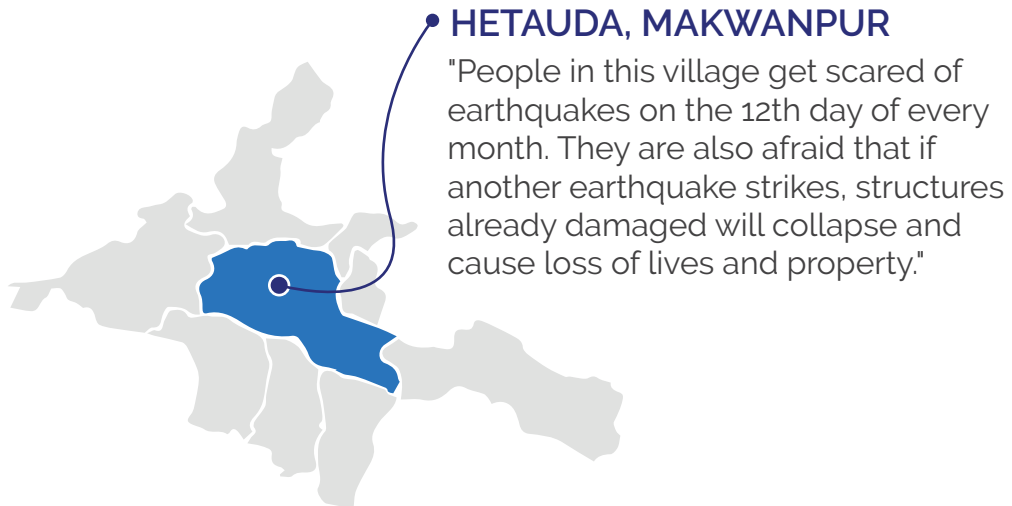 HETAUDA, MAKWANPUR
"People in this village get scared of
earthquakes on the 12th day of every
month. They are also afraid that if
another earthquake strikes, structures
already damaged will collapse and
cause loss of lives and property."